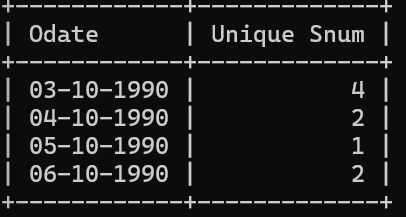 +------------+-------------+
| Odate      | Unique Snum |
+------------+-------------+
| 03-10-1990 |           4 |
| 04-10-1990 |           2 |
| 05-10-1990 |           1 |
| 06-10-1990 |           2 |
+------------+-------------+